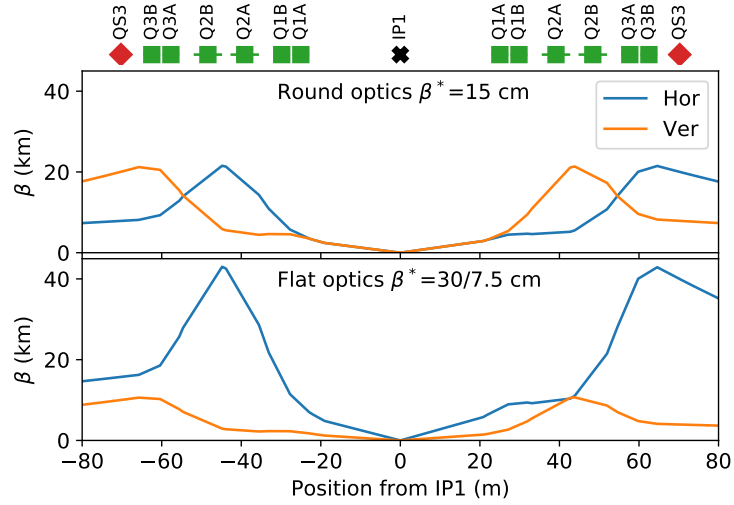 QS3 Q3B Q3A Q2B Q2A Q1B Q1A IP1 Q1A Q1B Q2A Q2B Q3A Q3B QS3
Round optics β*=15 cm
Hor
Ver
β (km)
40
20
0
Flat optics β*=30/7.5 cm
β (km)
40
20
0
−80 −60 −40 −20 0 20 40 60 80
Position from IP1 (m)